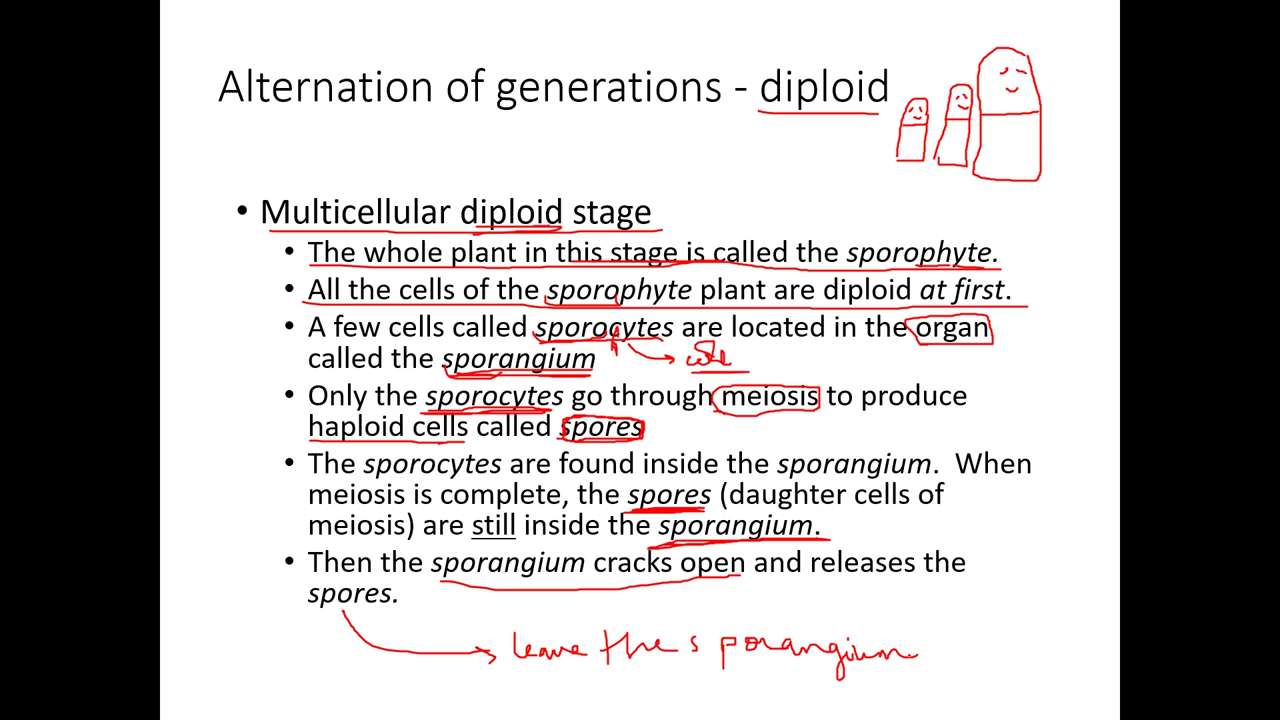 Alternation of generations - diploid
• Multicellular diploid stage
• The whole plant in this stage is called the sporophyte.
• All the cells of the sporophyte plant are diploid at first.
• A few cells called sporocytes are located in the organ
called the sporangium
• Only the sporocytes go through meiosis to produce
haploid cells called spores
• The sporocytes are found inside the sporangium. When
meiosis is complete, the spores (daughter cells of
meiosis) are still inside the sporangium.
• Then the sporangium cracks open and releases the
spores.
leave the sporangium.